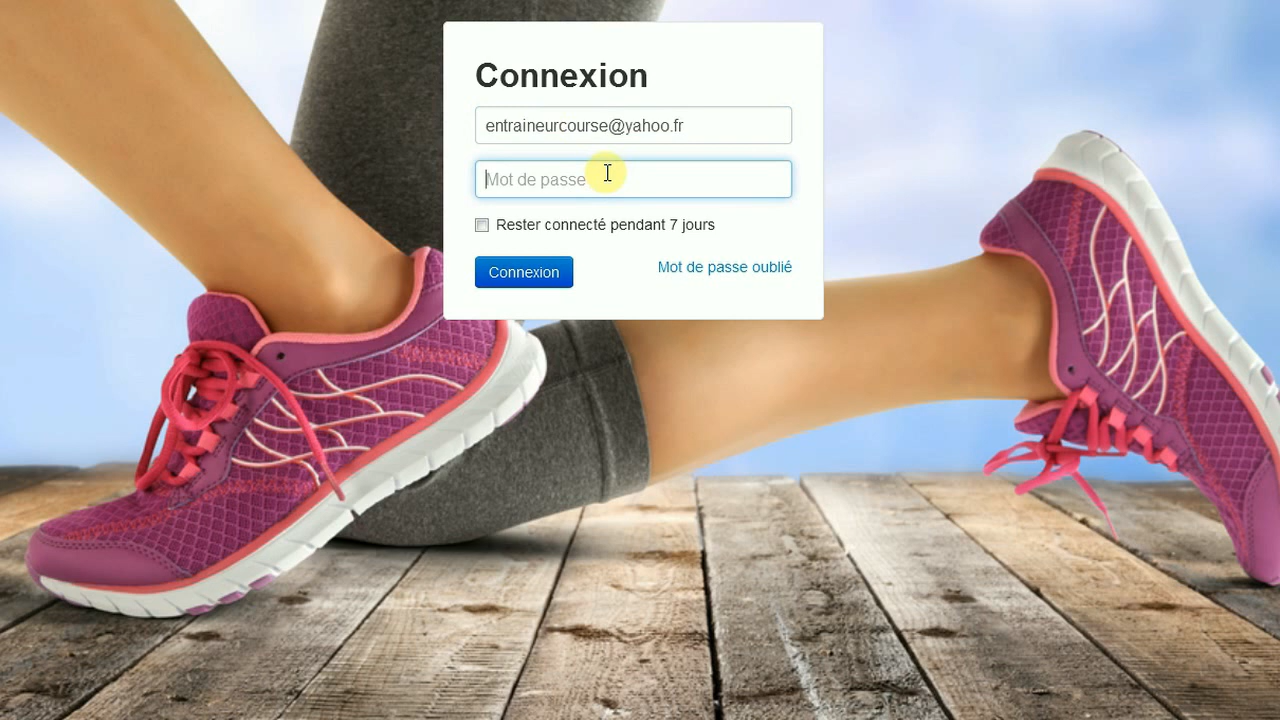 Connexion
entraineurcourse@yahoo.fr
Mot de passe
Rester connecté pendant 7 jours
Connexion
Mot de passe oublié